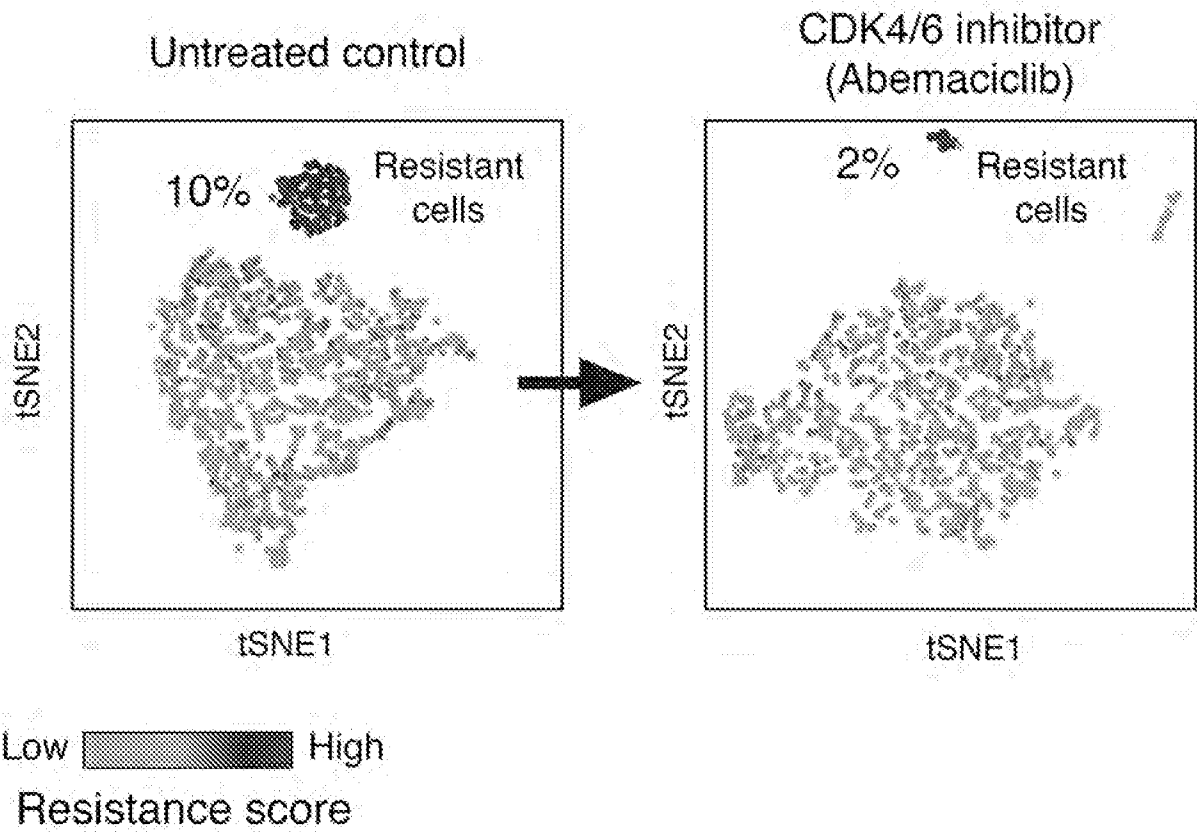 Untreated control
CDK4/6 inhibitor
(Abemaciclib)
10%
Resistant
cells
2%
Resistant
cells
tSNE2
tSNE2
tSNE1
tSNE1
Low
High
Resistance score